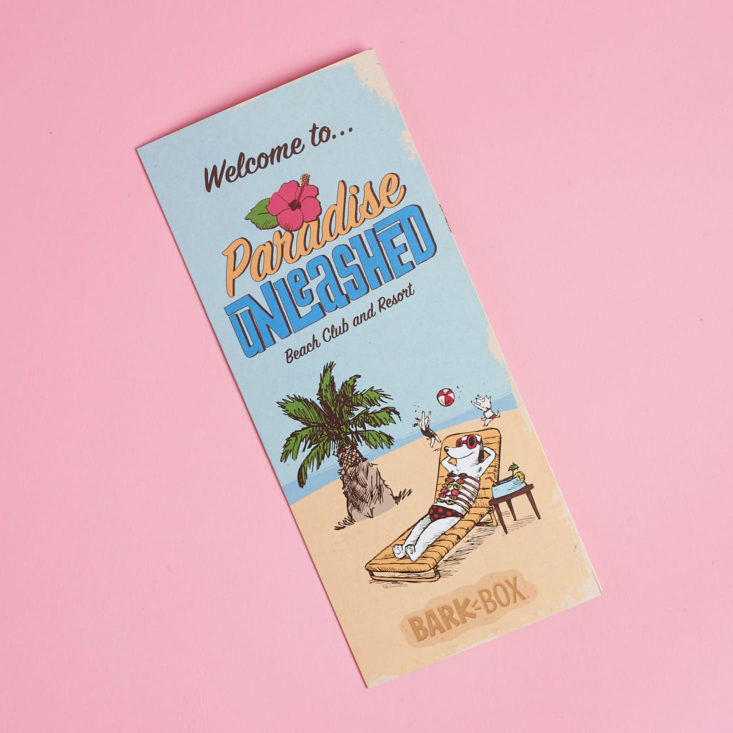 Welcome to...
Paradise
UNLeaSHED
Beach Club and Resort
BARK BOX